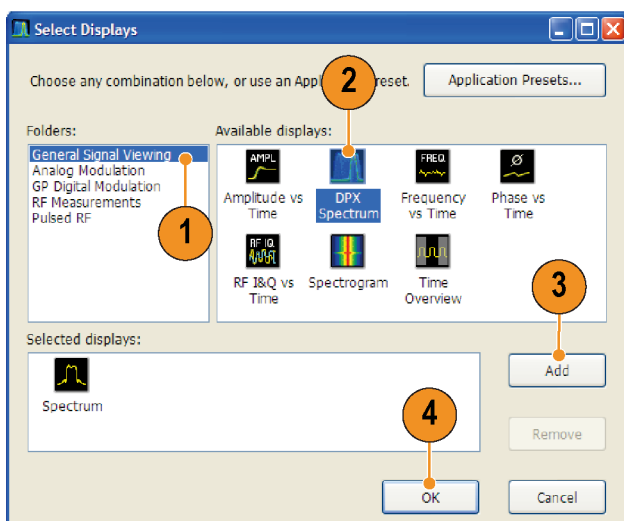 Select Displays
2
Choose any combination below, or use an Appl reset.
Application Presets...
Folders:
Available displays:
General Signal Viewing
Analog Modulation
GP Digital Modulation
RF Measurements
Pulsed RF
1
AMPL
Amplitude vs
Time
DPX
Spectrum
FREQ
Frequency
vs Time
Ø
Phase vs
Time
RF IQ
RF I&Q vs
Time
Spectrogram
Time
Overview
3
Selected displays:
Spectrum
Add
4
Remove
OK
Cancel